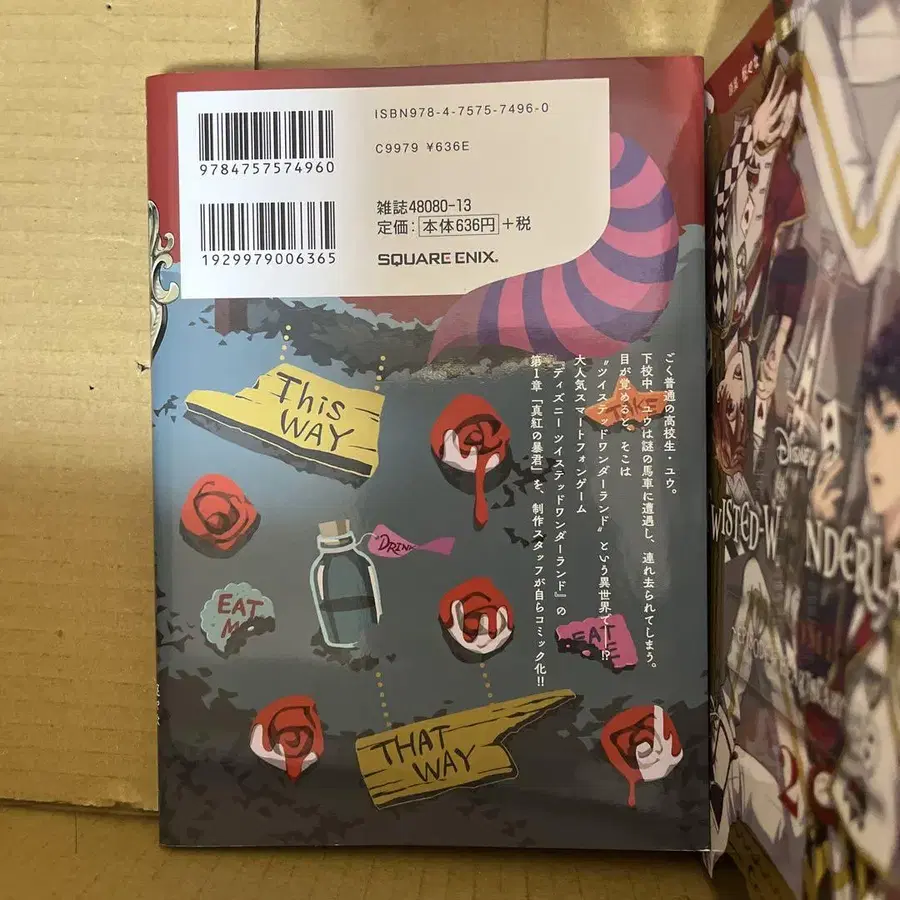 ISBN978-4-7575-7496-0
C9979 ¥636E
9784757574960
雑誌48080-13
定価: 本体636円 +税
1929979006365
SQUARE ENIX.
ごく普通の高校生・ユウ。
下校中、ユウは謎の馬車に遭遇し、連れ去られてしまう。
目が覚めると、そこは
“ツイステッドワンダーランド”という異世界で――!?
大人気スマートフォンゲーム
『ディズニー ツイステッドワンダーランド』の
第1章「真紅の暴君」を、制作スタッフが自らコミック化!!
This
WAY
TAKE
DRINK
EAT
M
EAT
THAT
WAY
Disney
WISTED-W NDERL
2